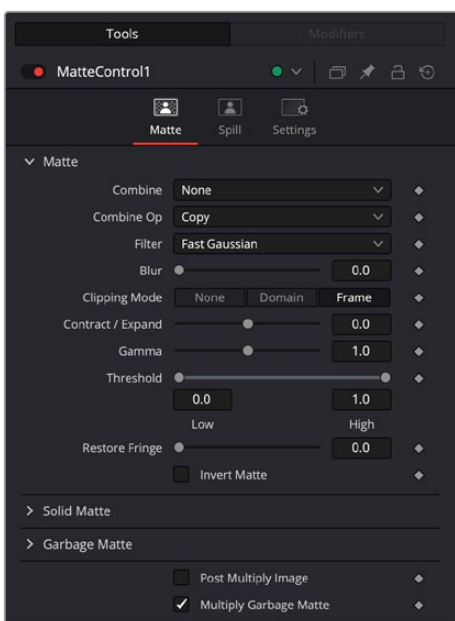 Tools Modifiers
MatteControl1
Matte Spill Settings
Matte
Combine None
Combine Op Copy
Filter Fast Gaussian
Blur 0.0
Clipping Mode None Domain Frame
Contract / Expand 0.0
Gamma 1.0
Threshold
0.0 1.0
Low High
Restore Fringe 0.0
Invert Matte
Solid Matte
Garbage Matte
Post Multiply Image
Multiply Garbage Matte